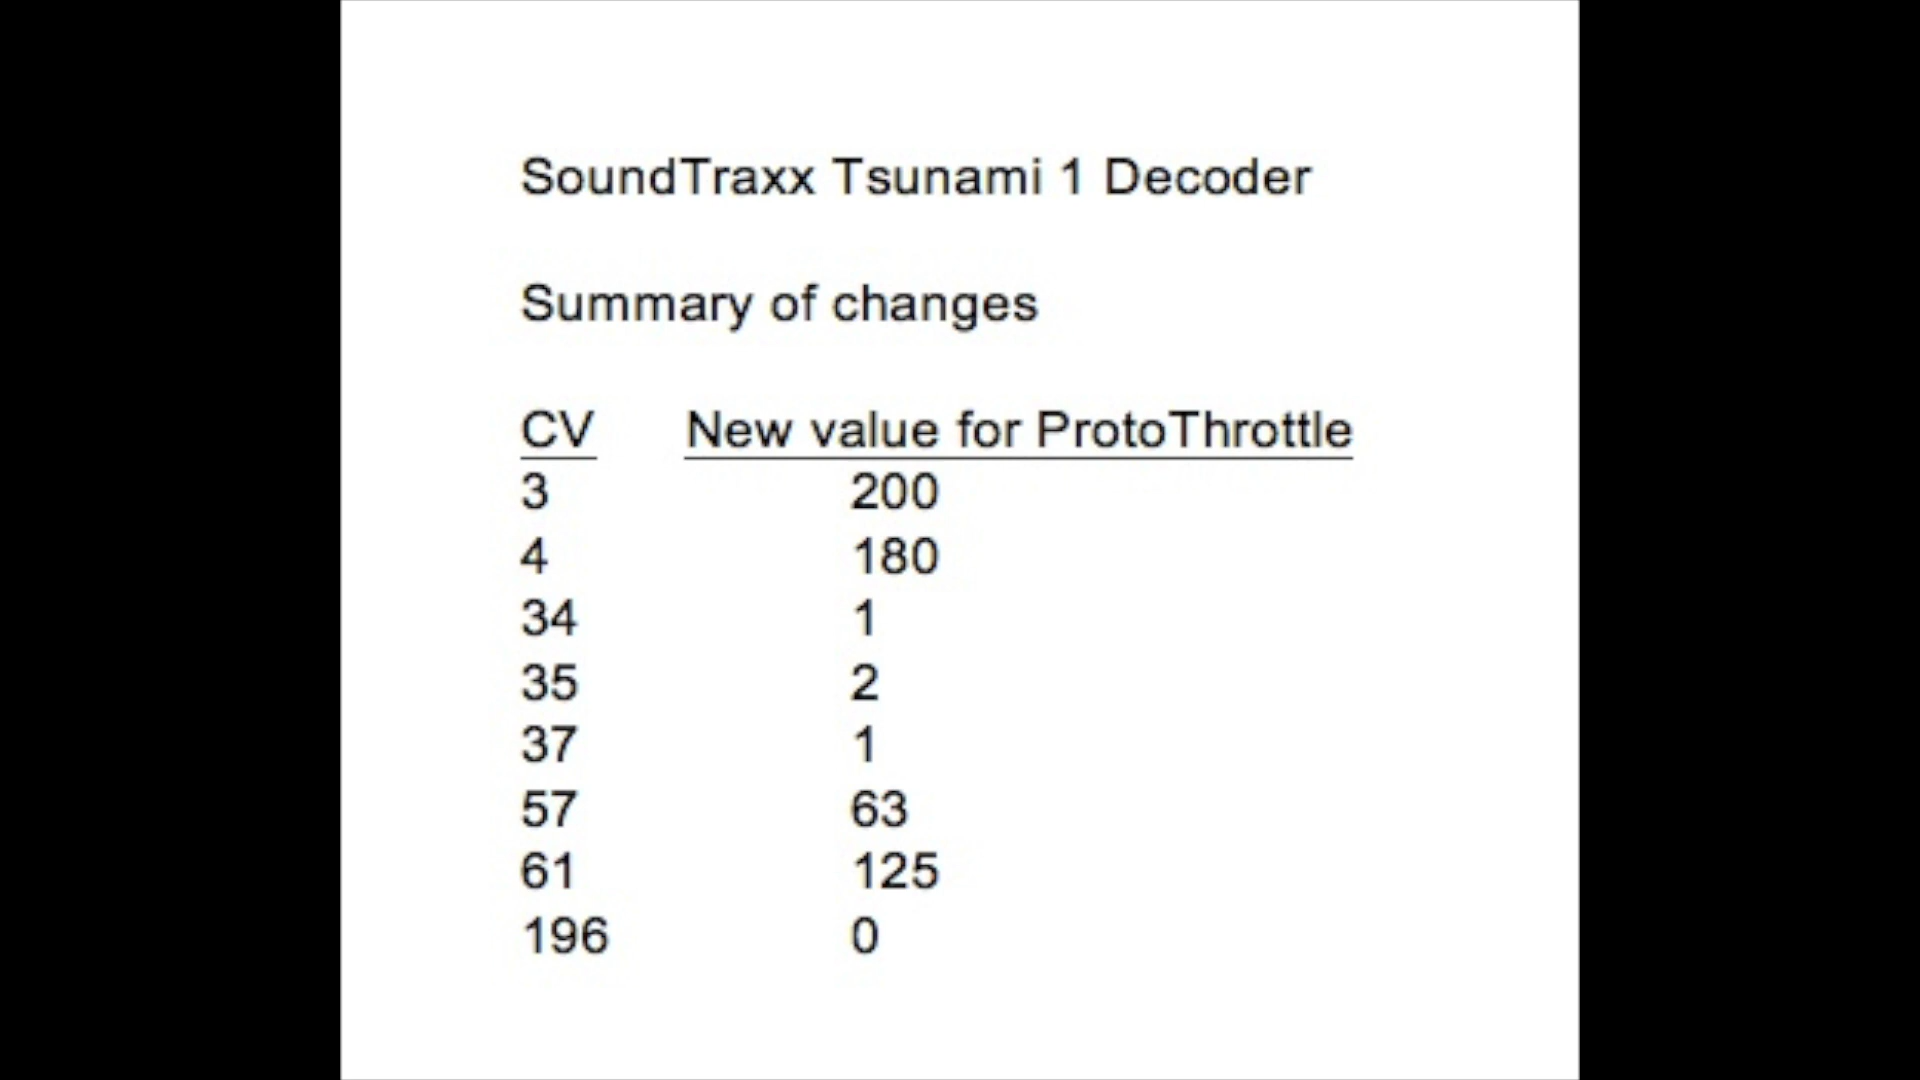 SoundTraxx Tsunami 1 Decoder
Summary of changes
CV New value for ProtoThrottle
3 200
4 180
34 1
35 2
37 1
57 63
61 125
196 0